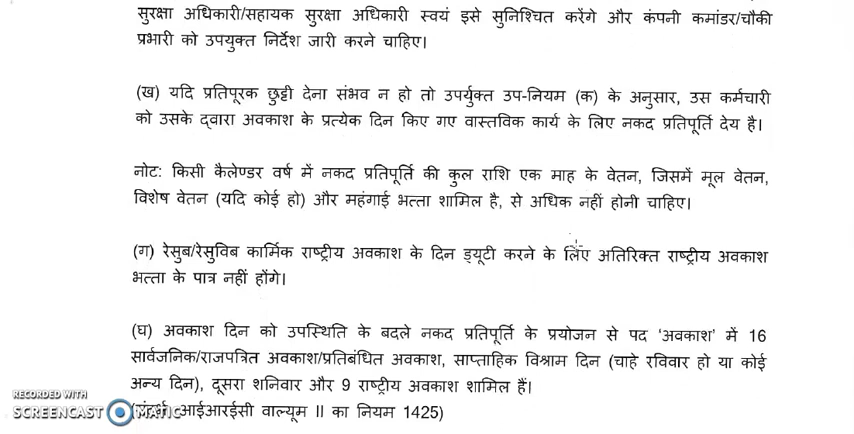 सुरक्षा अधिकारी/सहायक सुरक्षा अधिकारी स्वयं इसे सुनिश्चित करेंगे और कंपनी कमांडर/चौकी
प्रभारी को उपयुक्त निर्देश जारी करने चाहिए।
(ख) यदि प्रतिपूरक छुट्टी देना संभव न हो तो उपर्युक्त उप-नियम (क) के अनुसार, उस कर्मचारी
को उसके द्वारा अवकाश के प्रत्येक दिन किए गए वास्तविक कार्य के लिए नकद प्रतिपूर्ति देय है।
नोट: किसी कैलेण्डर वर्ष में नकद प्रतिपूर्ति की कुल राशि एक माह के वेतन, जिसमें मूल वेतन,
विशेष वेतन (यदि कोई हो) और महंगाई भत्ता शामिल है, से अधिक नहीं होनी चाहिए।
(ग) रेसुब/रेसुविब कार्मिक राष्ट्रीय अवकाश के दिन ड्यूटी करने के लिए अतिरिक्त राष्ट्रीय अवकाश
भत्ता के पात्र नहीं होंगे।
(घ) अवकाश दिन को उपस्थिति के बदले नकद प्रतिपूर्ति के प्रयोजन से पद 'अवकाश' में 16
सार्वजनिक/राजपत्रित अवकाश/प्रतिबंधित अवकाश, साप्ताहिक विश्राम दिन (चाहे रविवार हो या कोई
अन्य दिन), दूसरा शनिवार और 9 राष्ट्रीय अवकाश शामिल हैं।
आईआरईसी वाल्यूम II का नियम 1425)
RECORDED WITH
SCREENCAST MATIC